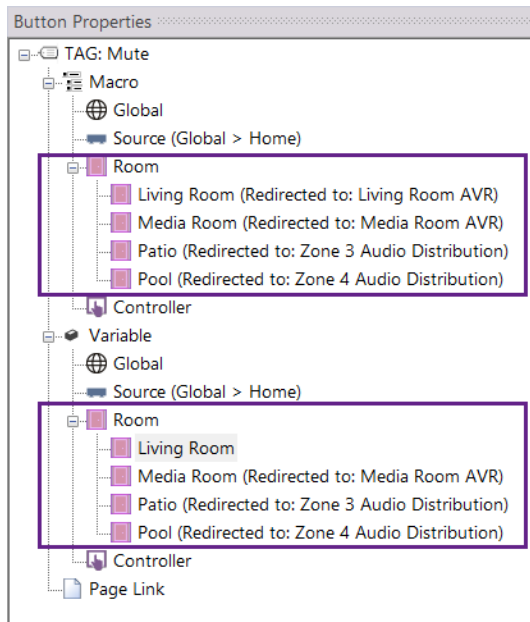 Button Properties
TAG: Mute
Macro
Global
Source (Global > Home)
Room
Living Room (Redirected to: Living Room AVR)
Media Room (Redirected to: Media Room AVR)
Patio (Redirected to: Zone 3 Audio Distribution)
Pool (Redirected to: Zone 4 Audio Distribution)
Controller
Variable
Global
Source (Global > Home)
Room
Living Room
Media Room (Redirected to: Media Room AVR)
Patio (Redirected to: Zone 3 Audio Distribution)
Pool (Redirected to: Zone 4 Audio Distribution)
Controller
Page Link